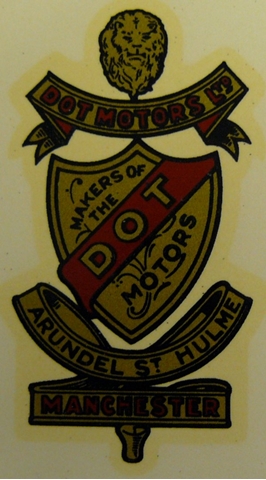 DOT MOTORS LTD
MAKERS OF
THE
DOT
MOTORS
ARUNDEL ST HULME
MANCHESTER